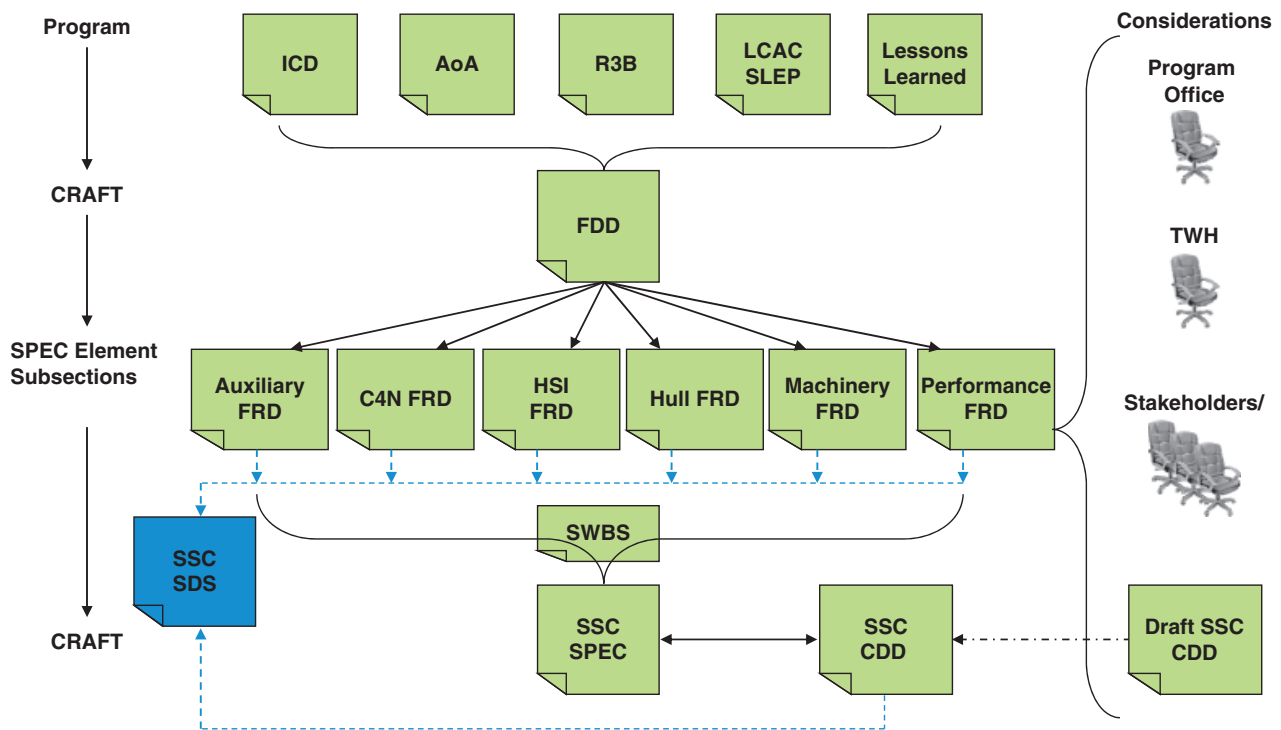 Program
ICD
AoA
R3B
LCAC
SLEP
Lessons
Learned
Considerations
Program
Office
CRAFT
FDD
TWH
SPEC Element
Subsections
Auxiliary
FRD
C4N FRD
HSI
FRD
Hull FRD
Machinery
FRD
Performance
FRD
Stakeholders/
SWBS
SSC
SDS
CRAFT
SSC
SPEC
SSC
CDD
Draft SSC
CDD